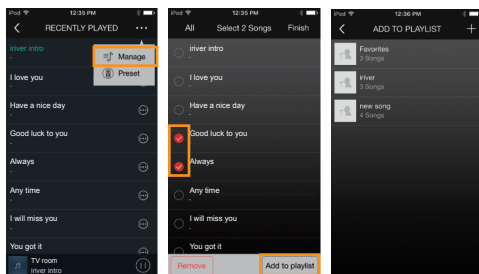 iPod 12:35 PM
RECENTLY PLAYED
iriver intro
-
Manage
Preset
I love you
-
Have a nice day
-
Good luck to you
-
Always
-
Any time
-
I will miss you
-
You got it
TV room
iriver intro
iPod 12:35 PM
All Select 2 Songs Finish
iriver intro
-
I love you
-
Have a nice day
-
Good luck to you
-
Always
-
Any time
-
I will miss you
-
You got it
Remove Add to playlist
iPod 12:36 PM
ADD TO PLAYLIST
Favorites
3 Songs
iriver
3 Songs
new song
4 Songs